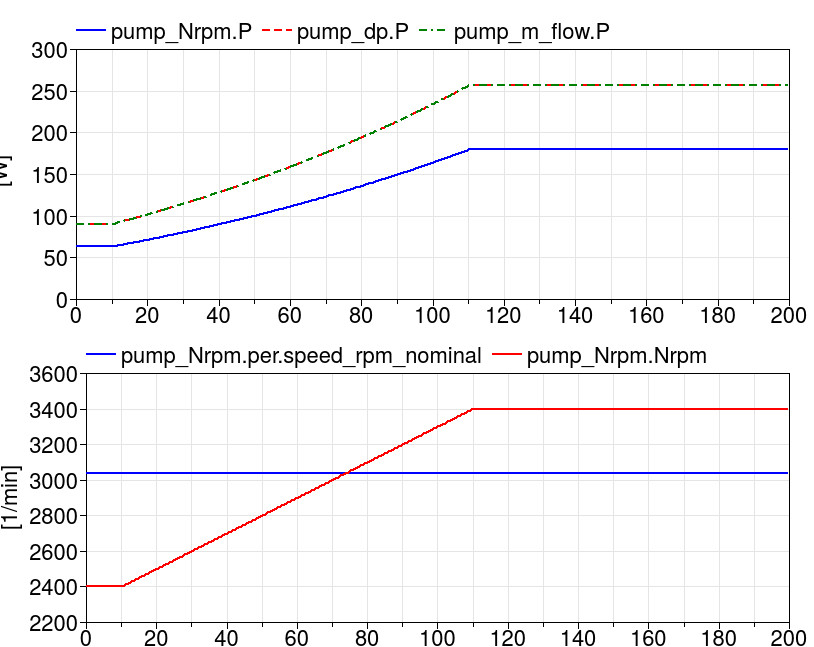 pump_Nrpm.P pump_dp.P pump_m_flow.P
300
250
200
150
100
50
0
[W]
0 20 40 60 80 100 120 140 160 180 200
pump_Nrpm.per.speed_rpm_nominal pump_Nrpm.Nrpm
3600
3400
3200
3000
2800
2600
2400
2200
[1/min]
0 20 40 60 80 100 120 140 160 180 200